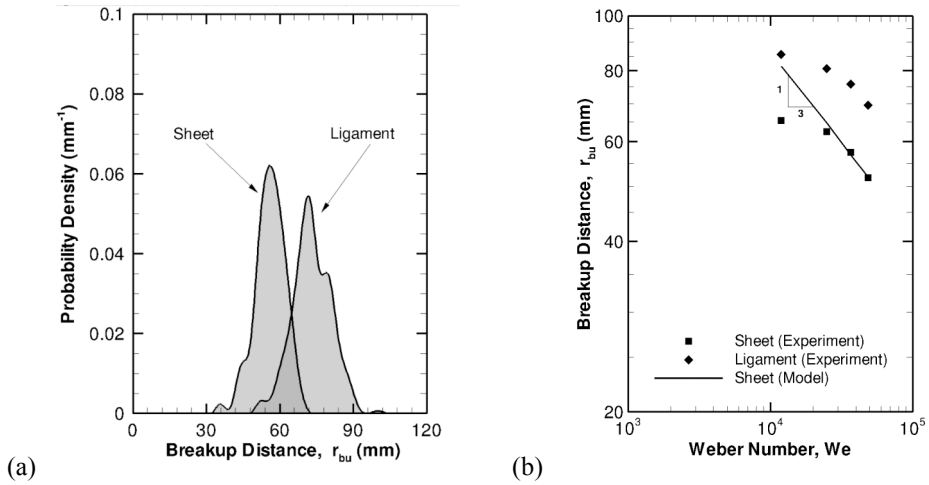 0.1
0.08
0.06
0.04
0.02
0
Probability Density (mm⁻¹)
Sheet
Ligament
0 30 60 90 120
Breakup Distance, r_bu (mm)
(a)
100
80
60
40
20
Breakup Distance, r_bu (mm)
1
3
Sheet (Experiment)
Ligament (Experiment)
Sheet (Model)
10³ 10⁴ 10⁵
Weber Number, We
(b)